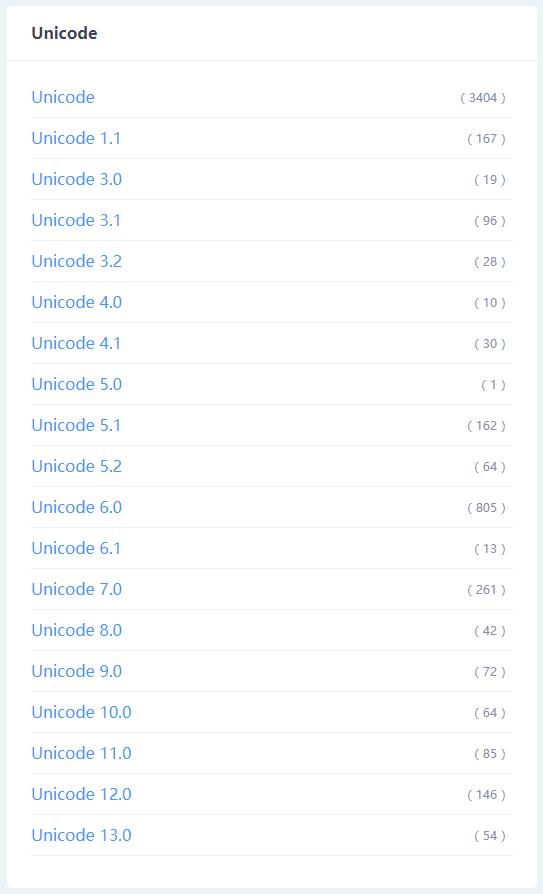 Unicode
Unicode ( 3404 )
Unicode 1.1 ( 167 )
Unicode 3.0 ( 19 )
Unicode 3.1 ( 96 )
Unicode 3.2 ( 28 )
Unicode 4.0 ( 10 )
Unicode 4.1 ( 30 )
Unicode 5.0 ( 1 )
Unicode 5.1 ( 162 )
Unicode 5.2 ( 64 )
Unicode 6.0 ( 805 )
Unicode 6.1 ( 13 )
Unicode 7.0 ( 261 )
Unicode 8.0 ( 42 )
Unicode 9.0 ( 72 )
Unicode 10.0 ( 64 )
Unicode 11.0 ( 85 )
Unicode 12.0 ( 146 )
Unicode 13.0 ( 54 )